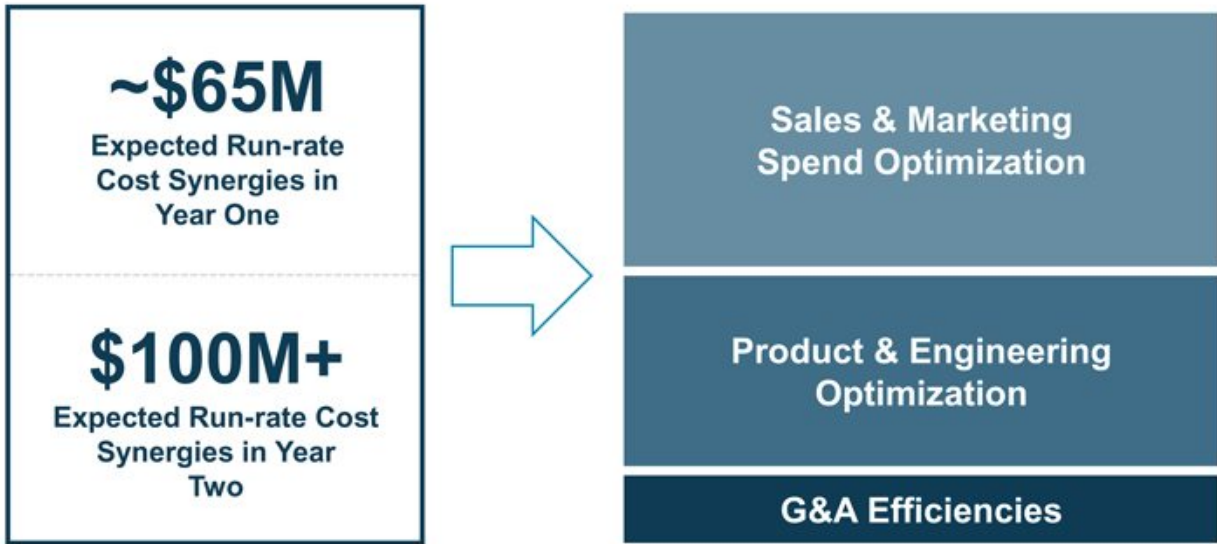 ~$65M
Expected Run-rate
Cost Synergies in
Year One
$100M+
Expected Run-rate Cost
Synergies in Year
Two
Sales & Marketing
Spend Optimization
Product & Engineering
Optimization
G&A Efficiencies